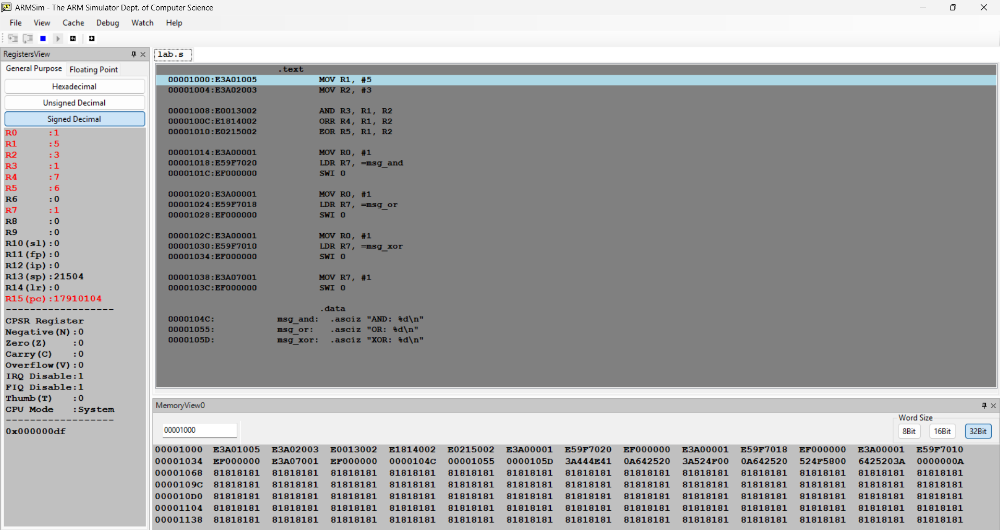 ARMSim - The ARM Simulator Dept. of Computer Science
File View Cache Debug Watch Help
RegistersView
General Purpose Floating Point
Hexadecimal
Unsigned Decimal
Signed Decimal
R0 :1
R1 :5
R2 :3
R3 :1
R4 :7
R5 :6
R6 :0
R7 :1
R8 :0
R9 :0
R10(sl):0
R11(fp):0
R12(ip):0
R13(sp):21504
R14(lr):0
R15(pc):17910104
------------------
CPSR Register
Negative(N):0
Zero(Z) :0
Carry(C) :0
Overflow(V):0
IRQ Disable:1
FIQ Disable:1
Thumb(T) :0
CPU Mode :System
------------------
0x000000df
lab.s
.text
00001000:E3A01005 MOV R1, #5
00001004:E3A02003 MOV R2, #3
00001008:E0013002 AND R3, R1, R2
0000100C:E1814002 ORR R4, R1, R2
00001010:E0215002 EOR R5, R1, R2
00001014:E3A00001 MOV R0, #1
00001018:E59F7020 LDR R7, =msg_and
0000101C:EF000000 SWI 0
00001020:E3A00001 MOV R0, #1
00001024:E59F7018 LDR R7, =msg_or
00001028:EF000000 SWI 0
0000102C:E3A00001 MOV R0, #1
00001030:E59F7010 LDR R7, =msg_xor
00001034:EF000000 SWI 0
00001038:E3A07001 MOV R7, #1
0000103C:EF000000 SWI 0
.data
0000104C: msg_and: .asciz "AND: %d\n"
00001055: msg_or: .asciz "OR: %d\n"
0000105D: msg_xor: .asciz "XOR: %d\n"
MemoryView0
00001000
Word Size
8Bit 16Bit 32Bit
00001000 E3A01005 E3A02003 E0013002 E1814002 E0215002 E3A00001 E59F7020 EF000000 E3A00001 E59F7018 EF000000 E3A00001 E59F7010
00001034 EF000000 E3A07001 EF000000 0000104C 00001055 0000105D 3A444E41 0A642520 3A524F00 0A642520 524F5800 6425203A 0000000A
00001068 81818181 81818181 81818181 81818181 81818181 81818181 81818181 81818181 81818181 81818181 81818181 81818181 81818181
0000109C 81818181 81818181 81818181 81818181 81818181 81818181 81818181 81818181 81818181 81818181 81818181 81818181 81818181
000010D0 81818181 81818181 81818181 81818181 81818181 81818181 81818181 81818181 81818181 81818181 81818181 81818181 81818181
00001104 81818181 81818181 81818181 81818181 81818181 81818181 81818181 81818181 81818181 81818181 81818181 81818181 81818181
00001138 81818181 81818181 81818181 81818181 81818181 81818181 81818181 81818181 81818181 81818181 81818181 81818181 81818181